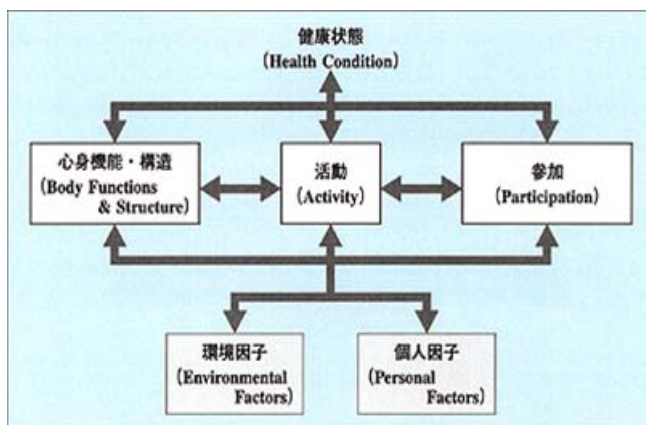 健康状態
(Health Condition)
心身機能・構造
(Body Functions
& Structure)
活動
(Activity)
参加
(Participation)
環境因子
(Environmental
Factors)
個人因子
(Personal
Factors)